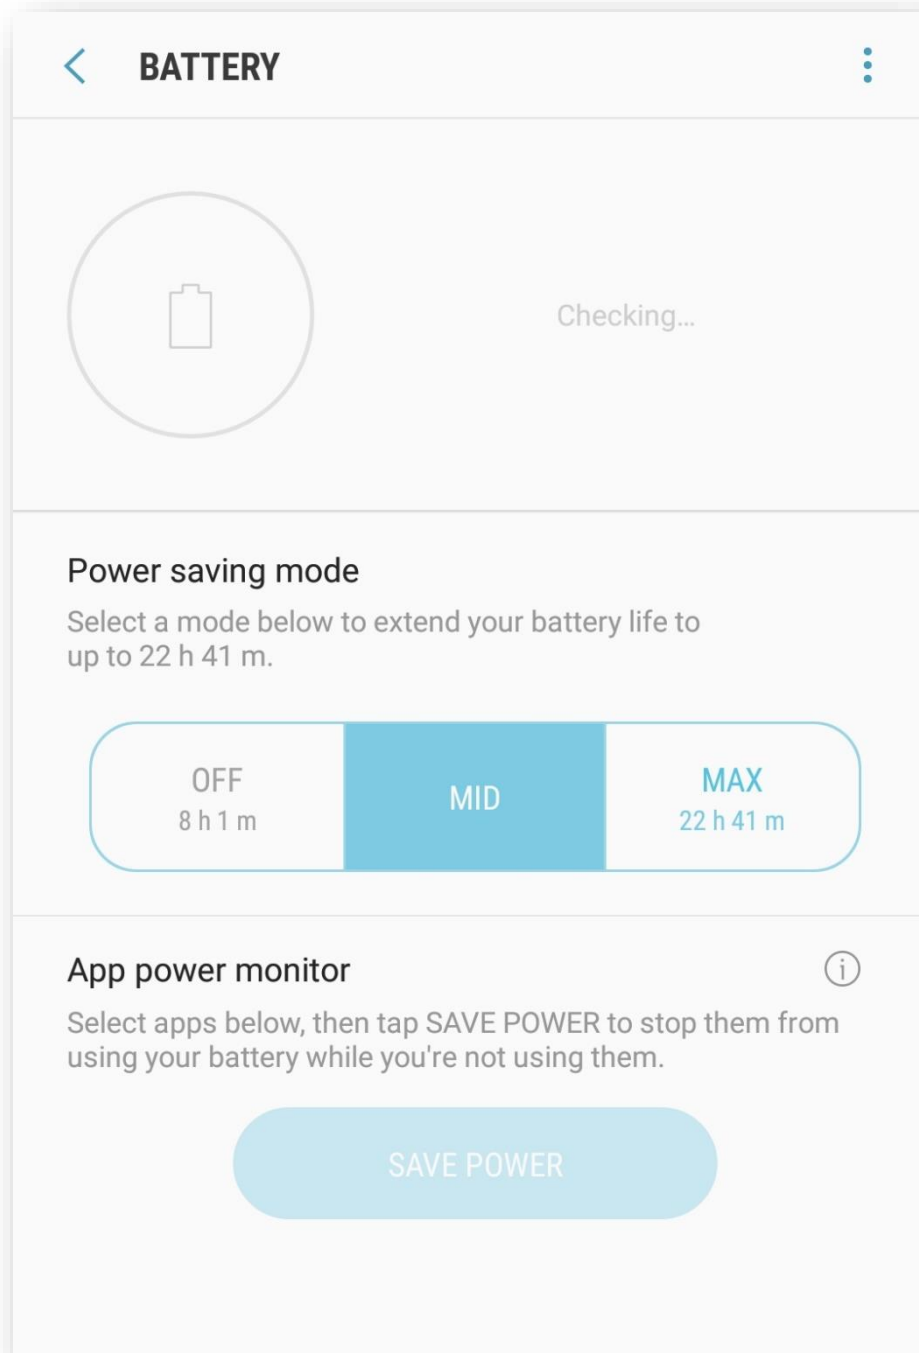 BATTERY
Checking...
Power saving mode
Select a mode below to extend your battery life to
up to 22 h 41 m.
OFF
8 h 1 m
MID
MAX
22 h 41 m
App power monitor
Select apps below, then tap SAVE POWER to stop them from
using your battery while you're not using them.
SAVE POWER